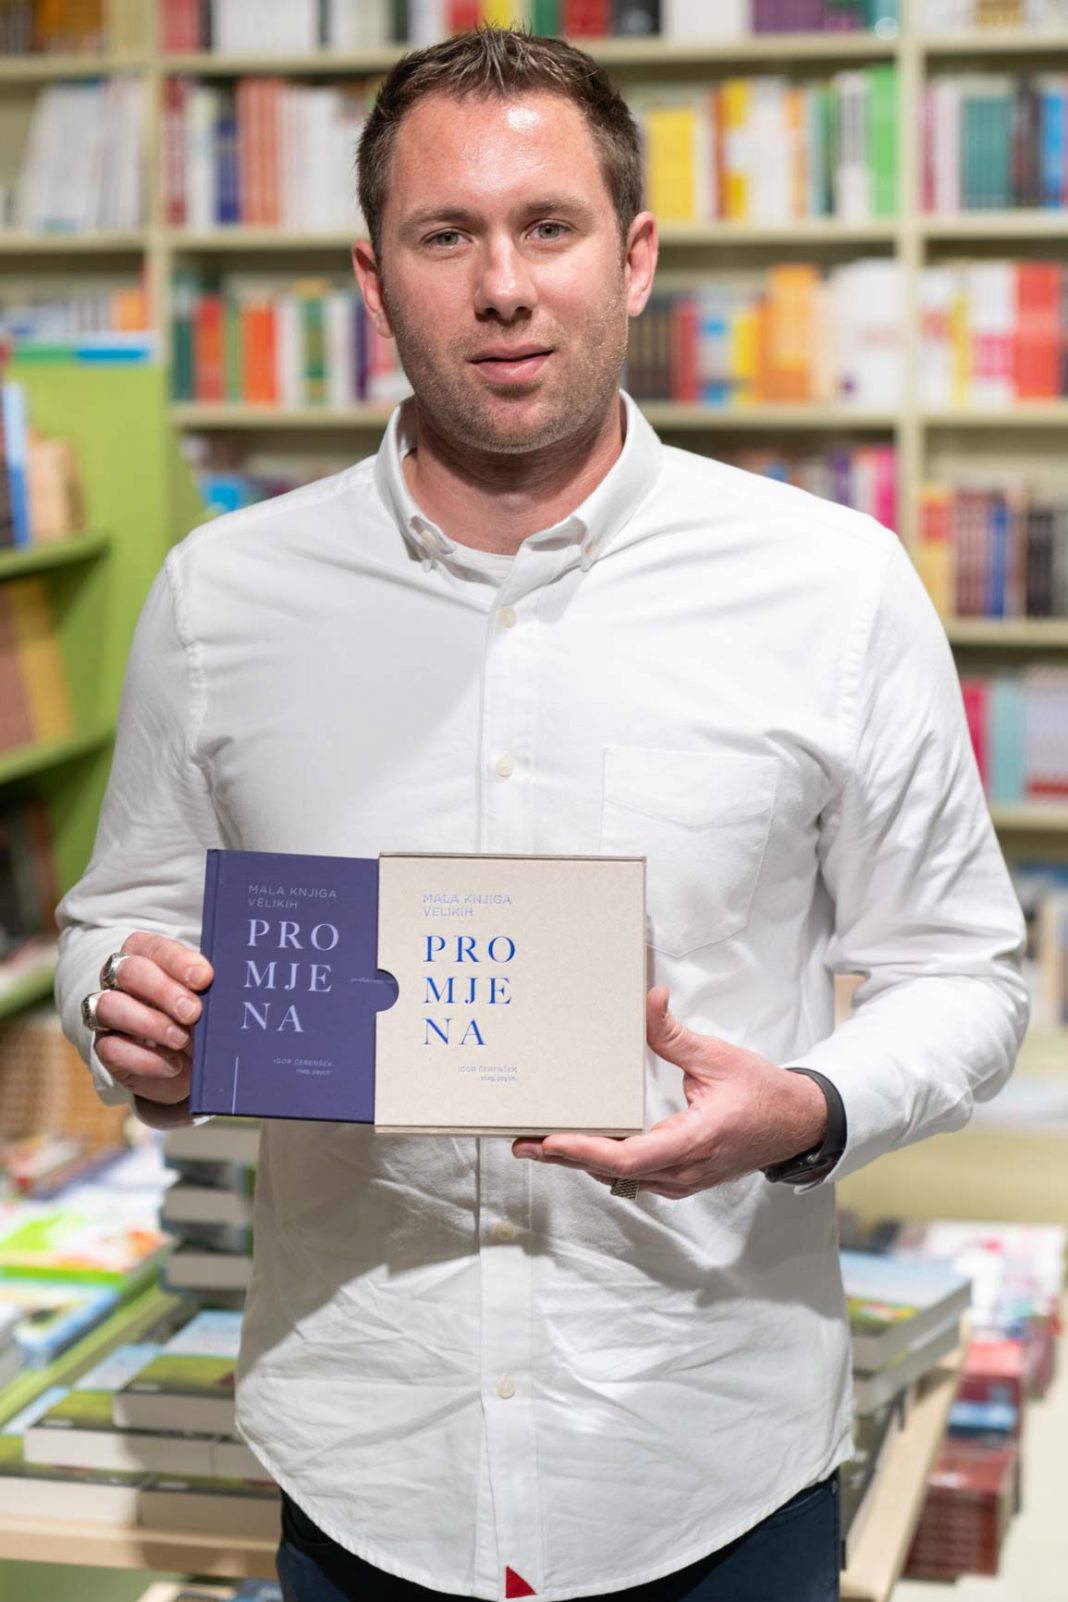 MALA KNJIGA
VELIKIH
PRO
MJE
NA
IGOR ČERENŠEK
mag. psych.
MALA KNJIGA
VELIKIH
PRO
MJE
NA
IGOR ČERENŠEK
mag. psych.